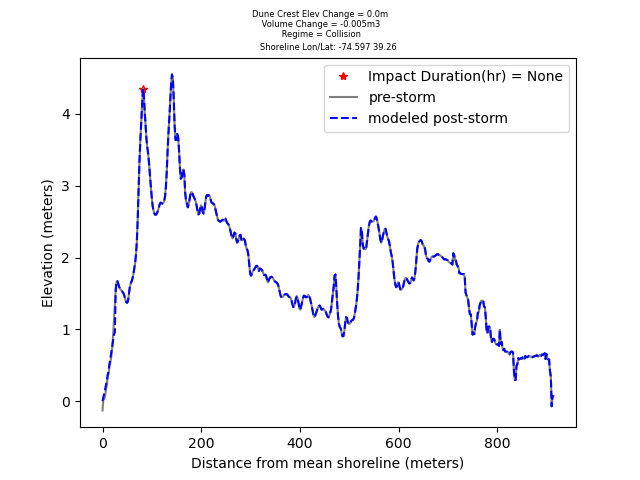 Dune Crest Elev Change = 0.0m
Volume Change = -0.005m3
Regime = Collision
Shoreline Lon/Lat: -74.597 39.26
Impact Duration(hr) = None
pre-storm
modeled post-storm
Elevation (meters)
4
3
2
1
0
0 200 400 600 800
Distance from mean shoreline (meters)